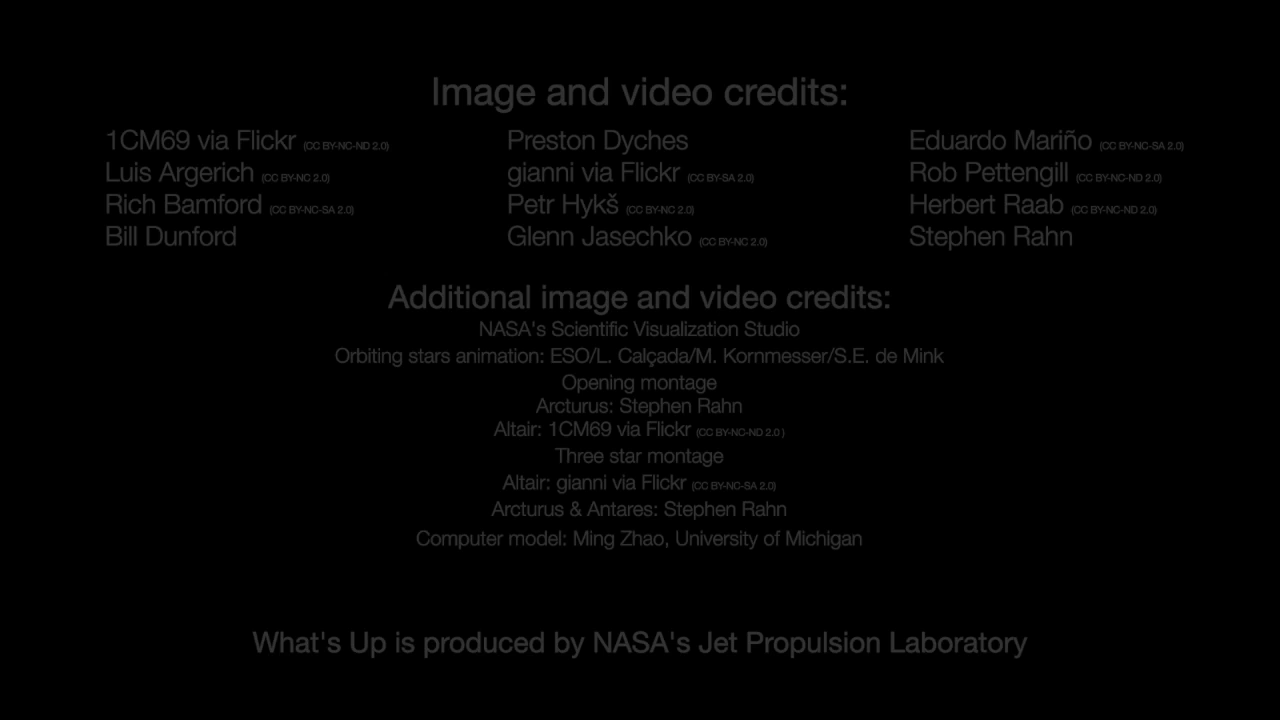 Image and video credits:
1CM69 via Flickr (CC BY-NC-ND 2.0)
Luis Argerich (CC BY-NC 2.0)
Rich Bamford (CC BY-NC-SA 2.0)
Bill Dunford
Preston Dyches
gianni via Flickr (CC BY-SA 2.0)
Petr Hykš (CC BY-NC 2.0)
Glenn Jasechko (CC BY-NC 2.0)
Eduardo Mariño (CC BY-NC-SA 2.0)
Rob Pettengill (CC BY-NC-ND 2.0)
Herbert Raab (CC BY-NC-ND 2.0)
Stephen Rahn
Additional image and video credits:
NASA's Scientific Visualization Studio
Orbiting stars animation: ESO/L. Calçada/M. Kornmesser/S.E. de Mink
Opening montage
Arcturus: Stephen Rahn
Altair: 1CM69 via Flickr (CC BY-NC-ND 2.0 )
Three star montage
Altair: gianni via Flickr (CC BY-NC-SA 2.0)
Arcturus & Antares: Stephen Rahn
Computer model: Ming Zhao, University of Michigan
What's Up is produced by NASA's Jet Propulsion Laboratory